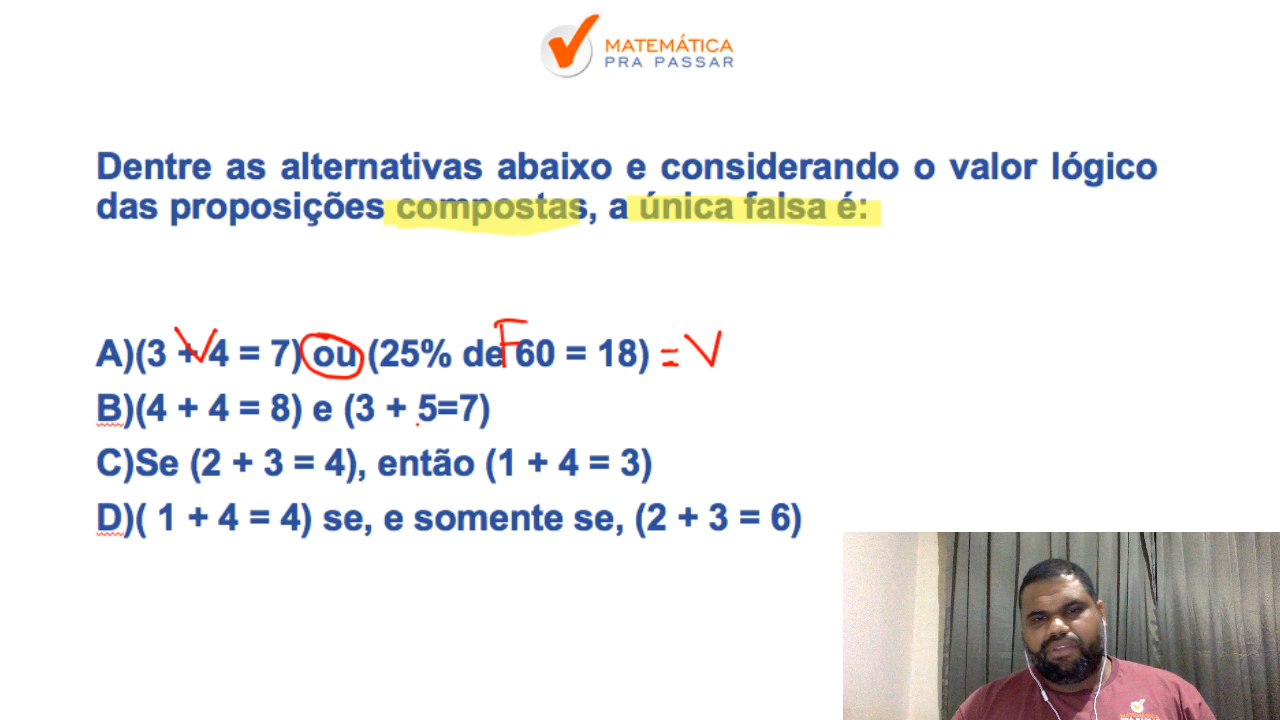 MATEMÁTICA
PRA PASSAR
Dentre as alternativas abaixo e considerando o valor lógico
das proposições compostas, a única falsa é:
V F
A)(3 + 4 = 7) ou (25% de 60 = 18) = V
B)(4 + 4 = 8) e (3 + 5=7)
C)Se (2 + 3 = 4), então (1 + 4 = 3)
D)( 1 + 4 = 4) se, e somente se, (2 + 3 = 6)
MATEMÁTICA